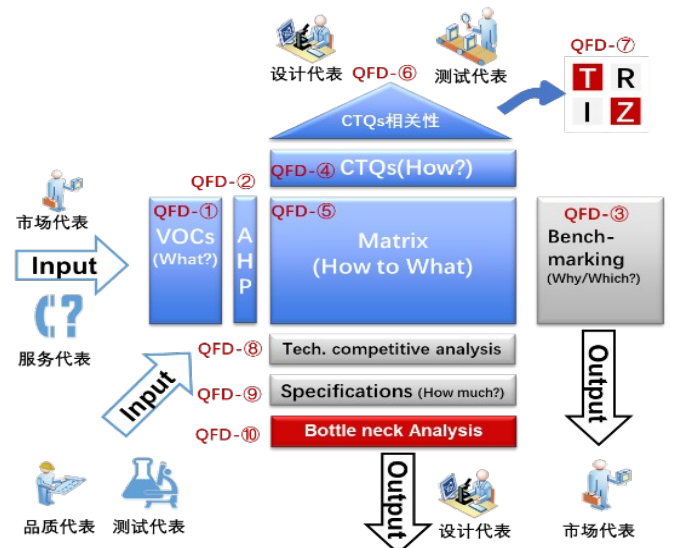 QFD-⑦
设计代表
QFD-⑥
测试代表
T R
I Z
CTQs相关性
QFD-④ CTQs(How?)
QFD-②
市场代表
Input
服务代表
QFD-①
VOCs
(What?)
AHP
QFD-⑤
Matrix
(How to What)
QFD-③
Bench-
marking
(Why/Which?)
QFD-⑧ Tech. competitive analysis
QFD-⑨ Specifications (How much?)
QFD-⑩ Bottle neck Analysis
Input
Output
Output
品质代表
测试代表
设计代表
市场代表